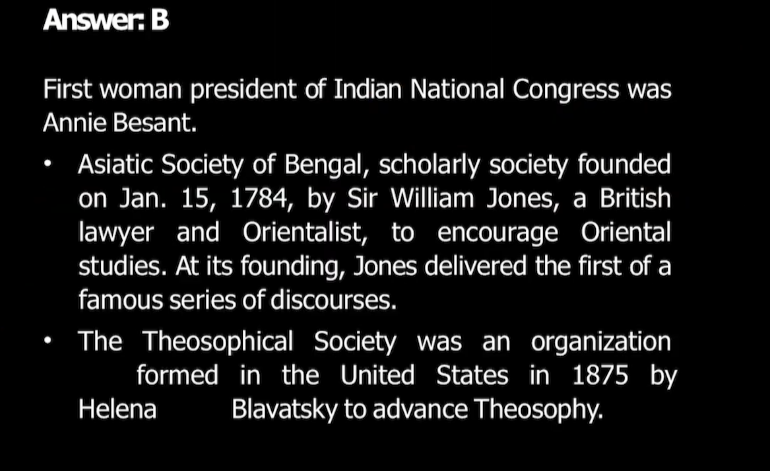 Answer: B
First woman president of Indian National Congress was
Annie Besant.
• Asiatic Society of Bengal, scholarly society founded
on Jan. 15, 1784, by Sir William Jones, a British
lawyer and Orientalist, to encourage Oriental
studies. At its founding, Jones delivered the first of a
famous series of discourses.
• The Theosophical Society was an organization
formed in the United States in 1875 by
Helena Blavatsky to advance Theosophy.